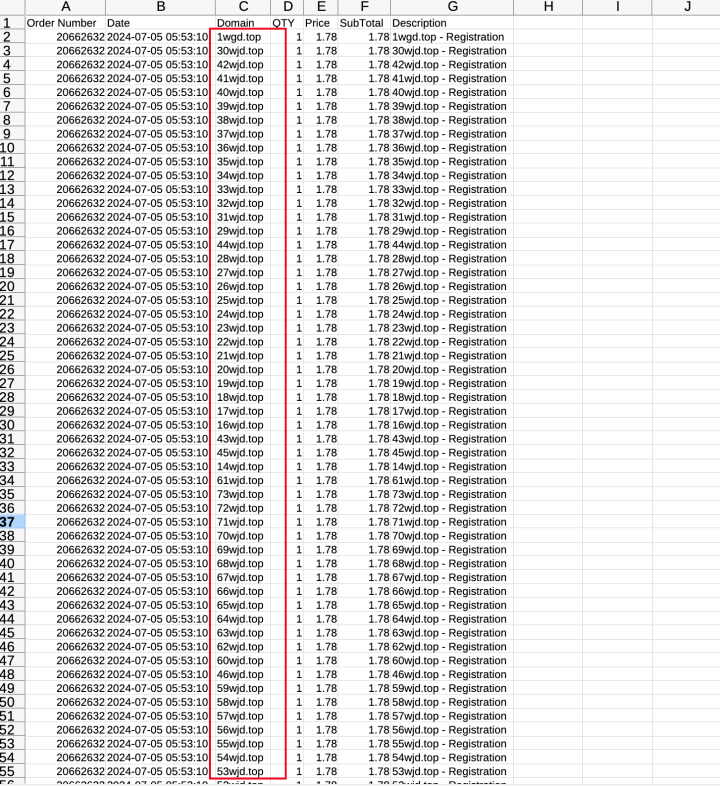 A B C D E F G H I J
1 Order Number Date Domain QTY Price SubTotal Description
2 20662632 2024-07-05 05:53:10 1wgd.top 1 1.78 1.78 1wgd.top - Registration
3 20662632 2024-07-05 05:53:10 30wjd.top 1 1.78 1.78 30wjd.top - Registration
4 20662632 2024-07-05 05:53:10 42wjd.top 1 1.78 1.78 42wjd.top - Registration
5 20662632 2024-07-05 05:53:10 41wjd.top 1 1.78 1.78 41wjd.top - Registration
6 20662632 2024-07-05 05:53:10 40wjd.top 1 1.78 1.78 40wjd.top - Registration
7 20662632 2024-07-05 05:53:10 39wjd.top 1 1.78 1.78 39wjd.top - Registration
8 20662632 2024-07-05 05:53:10 38wjd.top 1 1.78 1.78 38wjd.top - Registration
9 20662632 2024-07-05 05:53:10 37wjd.top 1 1.78 1.78 37wjd.top - Registration
10 20662632 2024-07-05 05:53:10 36wjd.top 1 1.78 1.78 36wjd.top - Registration
11 20662632 2024-07-05 05:53:10 35wjd.top 1 1.78 1.78 35wjd.top - Registration
12 20662632 2024-07-05 05:53:10 34wjd.top 1 1.78 1.78 34wjd.top - Registration
13 20662632 2024-07-05 05:53:10 33wjd.top 1 1.78 1.78 33wjd.top - Registration
14 20662632 2024-07-05 05:53:10 32wjd.top 1 1.78 1.78 32wjd.top - Registration
15 20662632 2024-07-05 05:53:10 31wjd.top 1 1.78 1.78 31wjd.top - Registration
16 20662632 2024-07-05 05:53:10 29wjd.top 1 1.78 1.78 29wjd.top - Registration
17 20662632 2024-07-05 05:53:10 44wjd.top 1 1.78 1.78 44wjd.top - Registration
18 20662632 2024-07-05 05:53:10 28wjd.top 1 1.78 1.78 28wjd.top - Registration
19 20662632 2024-07-05 05:53:10 27wjd.top 1 1.78 1.78 27wjd.top - Registration
20 20662632 2024-07-05 05:53:10 26wjd.top 1 1.78 1.78 26wjd.top - Registration
21 20662632 2024-07-05 05:53:10 25wjd.top 1 1.78 1.78 25wjd.top - Registration
22 20662632 2024-07-05 05:53:10 24wjd.top 1 1.78 1.78 24wjd.top - Registration
23 20662632 2024-07-05 05:53:10 23wjd.top 1 1.78 1.78 23wjd.top - Registration
24 20662632 2024-07-05 05:53:10 22wjd.top 1 1.78 1.78 22wjd.top - Registration
25 20662632 2024-07-05 05:53:10 21wjd.top 1 1.78 1.78 21wjd.top - Registration
26 20662632 2024-07-05 05:53:10 20wjd.top 1 1.78 1.78 20wjd.top - Registration
27 20662632 2024-07-05 05:53:10 19wjd.top 1 1.78 1.78 19wjd.top - Registration
28 20662632 2024-07-05 05:53:10 18wjd.top 1 1.78 1.78 18wjd.top - Registration
29 20662632 2024-07-05 05:53:10 17wjd.top 1 1.78 1.78 17wjd.top - Registration
30 20662632 2024-07-05 05:53:10 16wjd.top 1 1.78 1.78 16wjd.top - Registration
31 20662632 2024-07-05 05:53:10 43wjd.top 1 1.78 1.78 43wjd.top - Registration
32 20662632 2024-07-05 05:53:10 45wjd.top 1 1.78 1.78 45wjd.top - Registration
33 20662632 2024-07-05 05:53:10 14wjd.top 1 1.78 1.78 14wjd.top - Registration
34 20662632 2024-07-05 05:53:10 61wjd.top 1 1.78 1.78 61wjd.top - Registration
35 20662632 2024-07-05 05:53:10 73wjd.top 1 1.78 1.78 73wjd.top - Registration
36 20662632 2024-07-05 05:53:10 72wjd.top 1 1.78 1.78 72wjd.top - Registration
37 20662632 2024-07-05 05:53:10 71wjd.top 1 1.78 1.78 71wjd.top - Registration
38 20662632 2024-07-05 05:53:10 70wjd.top 1 1.78 1.78 70wjd.top - Registration
39 20662632 2024-07-05 05:53:10 69wjd.top 1 1.78 1.78 69wjd.top - Registration
40 20662632 2024-07-05 05:53:10 68wjd.top 1 1.78 1.78 68wjd.top - Registration
41 20662632 2024-07-05 05:53:10 67wjd.top 1 1.78 1.78 67wjd.top - Registration
42 20662632 2024-07-05 05:53:10 66wjd.top 1 1.78 1.78 66wjd.top - Registration
43 20662632 2024-07-05 05:53:10 65wjd.top 1 1.78 1.78 65wjd.top - Registration
44 20662632 2024-07-05 05:53:10 64wjd.top 1 1.78 1.78 64wjd.top - Registration
45 20662632 2024-07-05 05:53:10 63wjd.top 1 1.78 1.78 63wjd.top - Registration
46 20662632 2024-07-05 05:53:10 62wjd.top 1 1.78 1.78 62wjd.top - Registration
47 20662632 2024-07-05 05:53:10 60wjd.top 1 1.78 1.78 60wjd.top - Registration
48 20662632 2024-07-05 05:53:10 46wjd.top 1 1.78 1.78 46wjd.top - Registration
49 20662632 2024-07-05 05:53:10 59wjd.top 1 1.78 1.78 59wjd.top - Registration
50 20662632 2024-07-05 05:53:10 58wjd.top 1 1.78 1.78 58wjd.top - Registration
51 20662632 2024-07-05 05:53:10 57wjd.top 1 1.78 1.78 57wjd.top - Registration
52 20662632 2024-07-05 05:53:10 56wjd.top 1 1.78 1.78 56wjd.top - Registration
53 20662632 2024-07-05 05:53:10 55wjd.top 1 1.78 1.78 55wjd.top - Registration
54 20662632 2024-07-05 05:53:10 54wjd.top 1 1.78 1.78 54wjd.top - Registration
55 20662632 2024-07-05 05:53:10 53wjd.top 1 1.78 1.78 53wjd.top - Registration